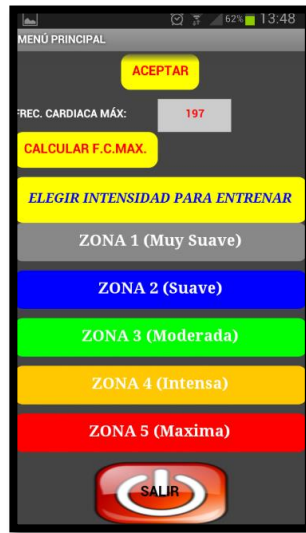 62% 13:48
MENÚ PRINCIPAL
ACEPTAR
FREC. CARDIACA MÁX: 197
CALCULAR F.C.MAX.
ELEGIR INTENSIDAD PARA ENTRENAR
ZONA 1 (Muy Suave)
ZONA 2 (Suave)
ZONA 3 (Moderada)
ZONA 4 (Intensa)
ZONA 5 (Maxima)
SALIR